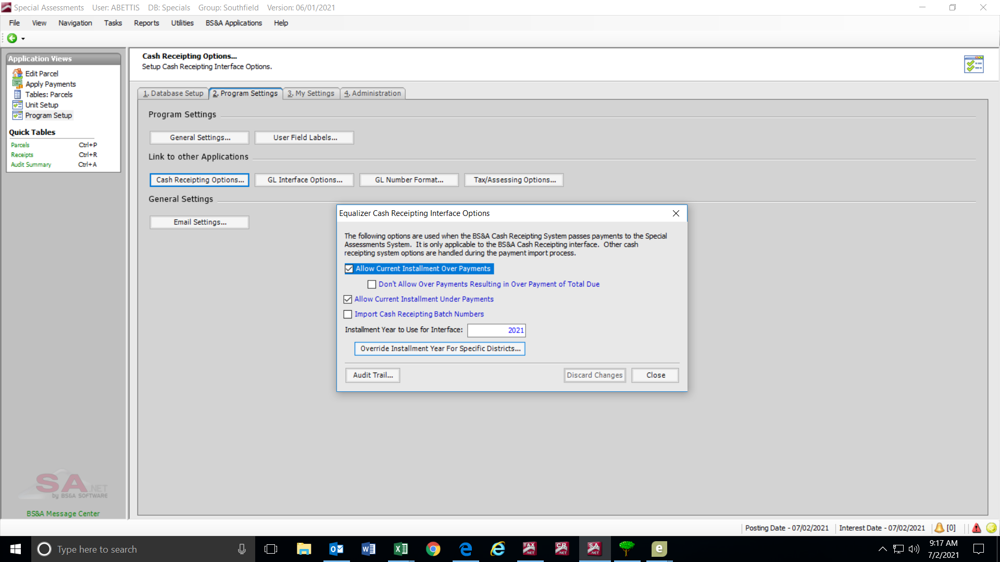 Special Assessments User: ABETTIS DB: Specials Group: Southfield Version: 06/01/2021
File View Navigation Tasks Reports Utilities BS&A Applications Help
Application Views
Edit Parcel
Apply Payments
Tables: Parcels
Unit Setup
Program Setup
Quick Tables
Parcels Ctrl+P
Receipts Ctrl+R
Audit Summary Ctrl+A
SA.NET
by BS&A SOFTWARE
BS&A Message Center
Cash Receipting Options...
Setup Cash Receipting Interface Options.
1. Database Setup 2. Program Settings 3. My Settings 4. Administration
Program Settings
General Settings... User Field Labels...
Link to other Applications
Cash Receipting Options... GL Interface Options... GL Number Format... Tax/Assessing Options...
General Settings
Email Settings...
Equalizer Cash Receipting Interface Options
The following options are used when the BS&A Cash Receipting System passes payments to the Special
Assessments System. It is only applicable to the BS&A Cash Receipting interface. Other cash
receipting system options are handled during the payment import process.
Allow Current Installment Over Payments
Don't Allow Over Payments Resulting in Over Payment of Total Due
Allow Current Installment Under Payments
Import Cash Receipting Batch Numbers
Installment Year to Use for Interface: 2021
Override Installment Year For Specific Districts...
Audit Trail... Discard Changes Close
Posting Date - 07/02/2021 Interest Date - 07/02/2021 [0]
Type here to search
TAX .NET
CR .NET
SA .NET
9:17 AM
7/2/2021